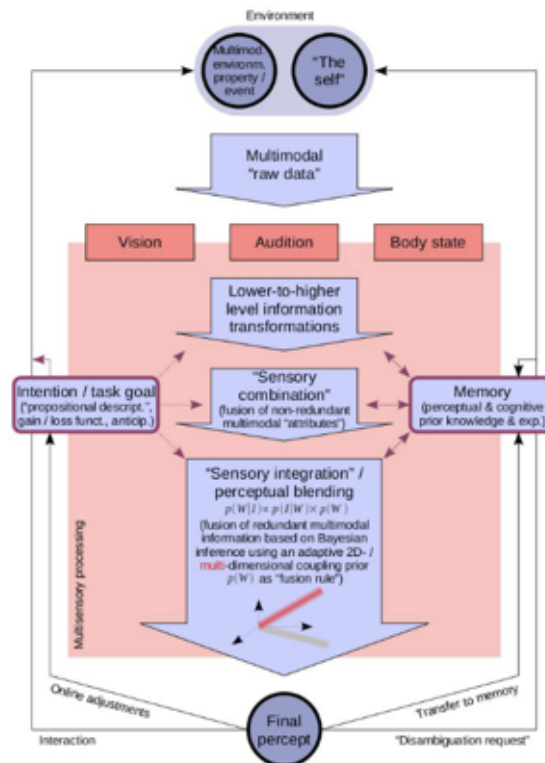 Environment
Multimod.
environm.
property /
event
"The
self"
Multimodal
"raw data"
Vision
Audition
Body state
Lower-to-higher
level information
transformations
Intention / task goal
("propositional descript.",
gain / loss funct., anticip.)
"Sensory
combination"
(fusion of non-redundant
multimodal "attributes")
Memory
(perceptual & cognitive
prior knowledge & exp.)
"Sensory integration" /
perceptual blending
p(W|I)∝p(I|W)×p(W)
(fusion of redundant multimodal
information based on Bayesian
inference using an adaptive 2D- /
multi-dimensional coupling prior
p(W) as "fusion rule")
Multisensory processing
Online adjustments
Transfer to memory
Final
percept
Interaction
"Disambiguation request"